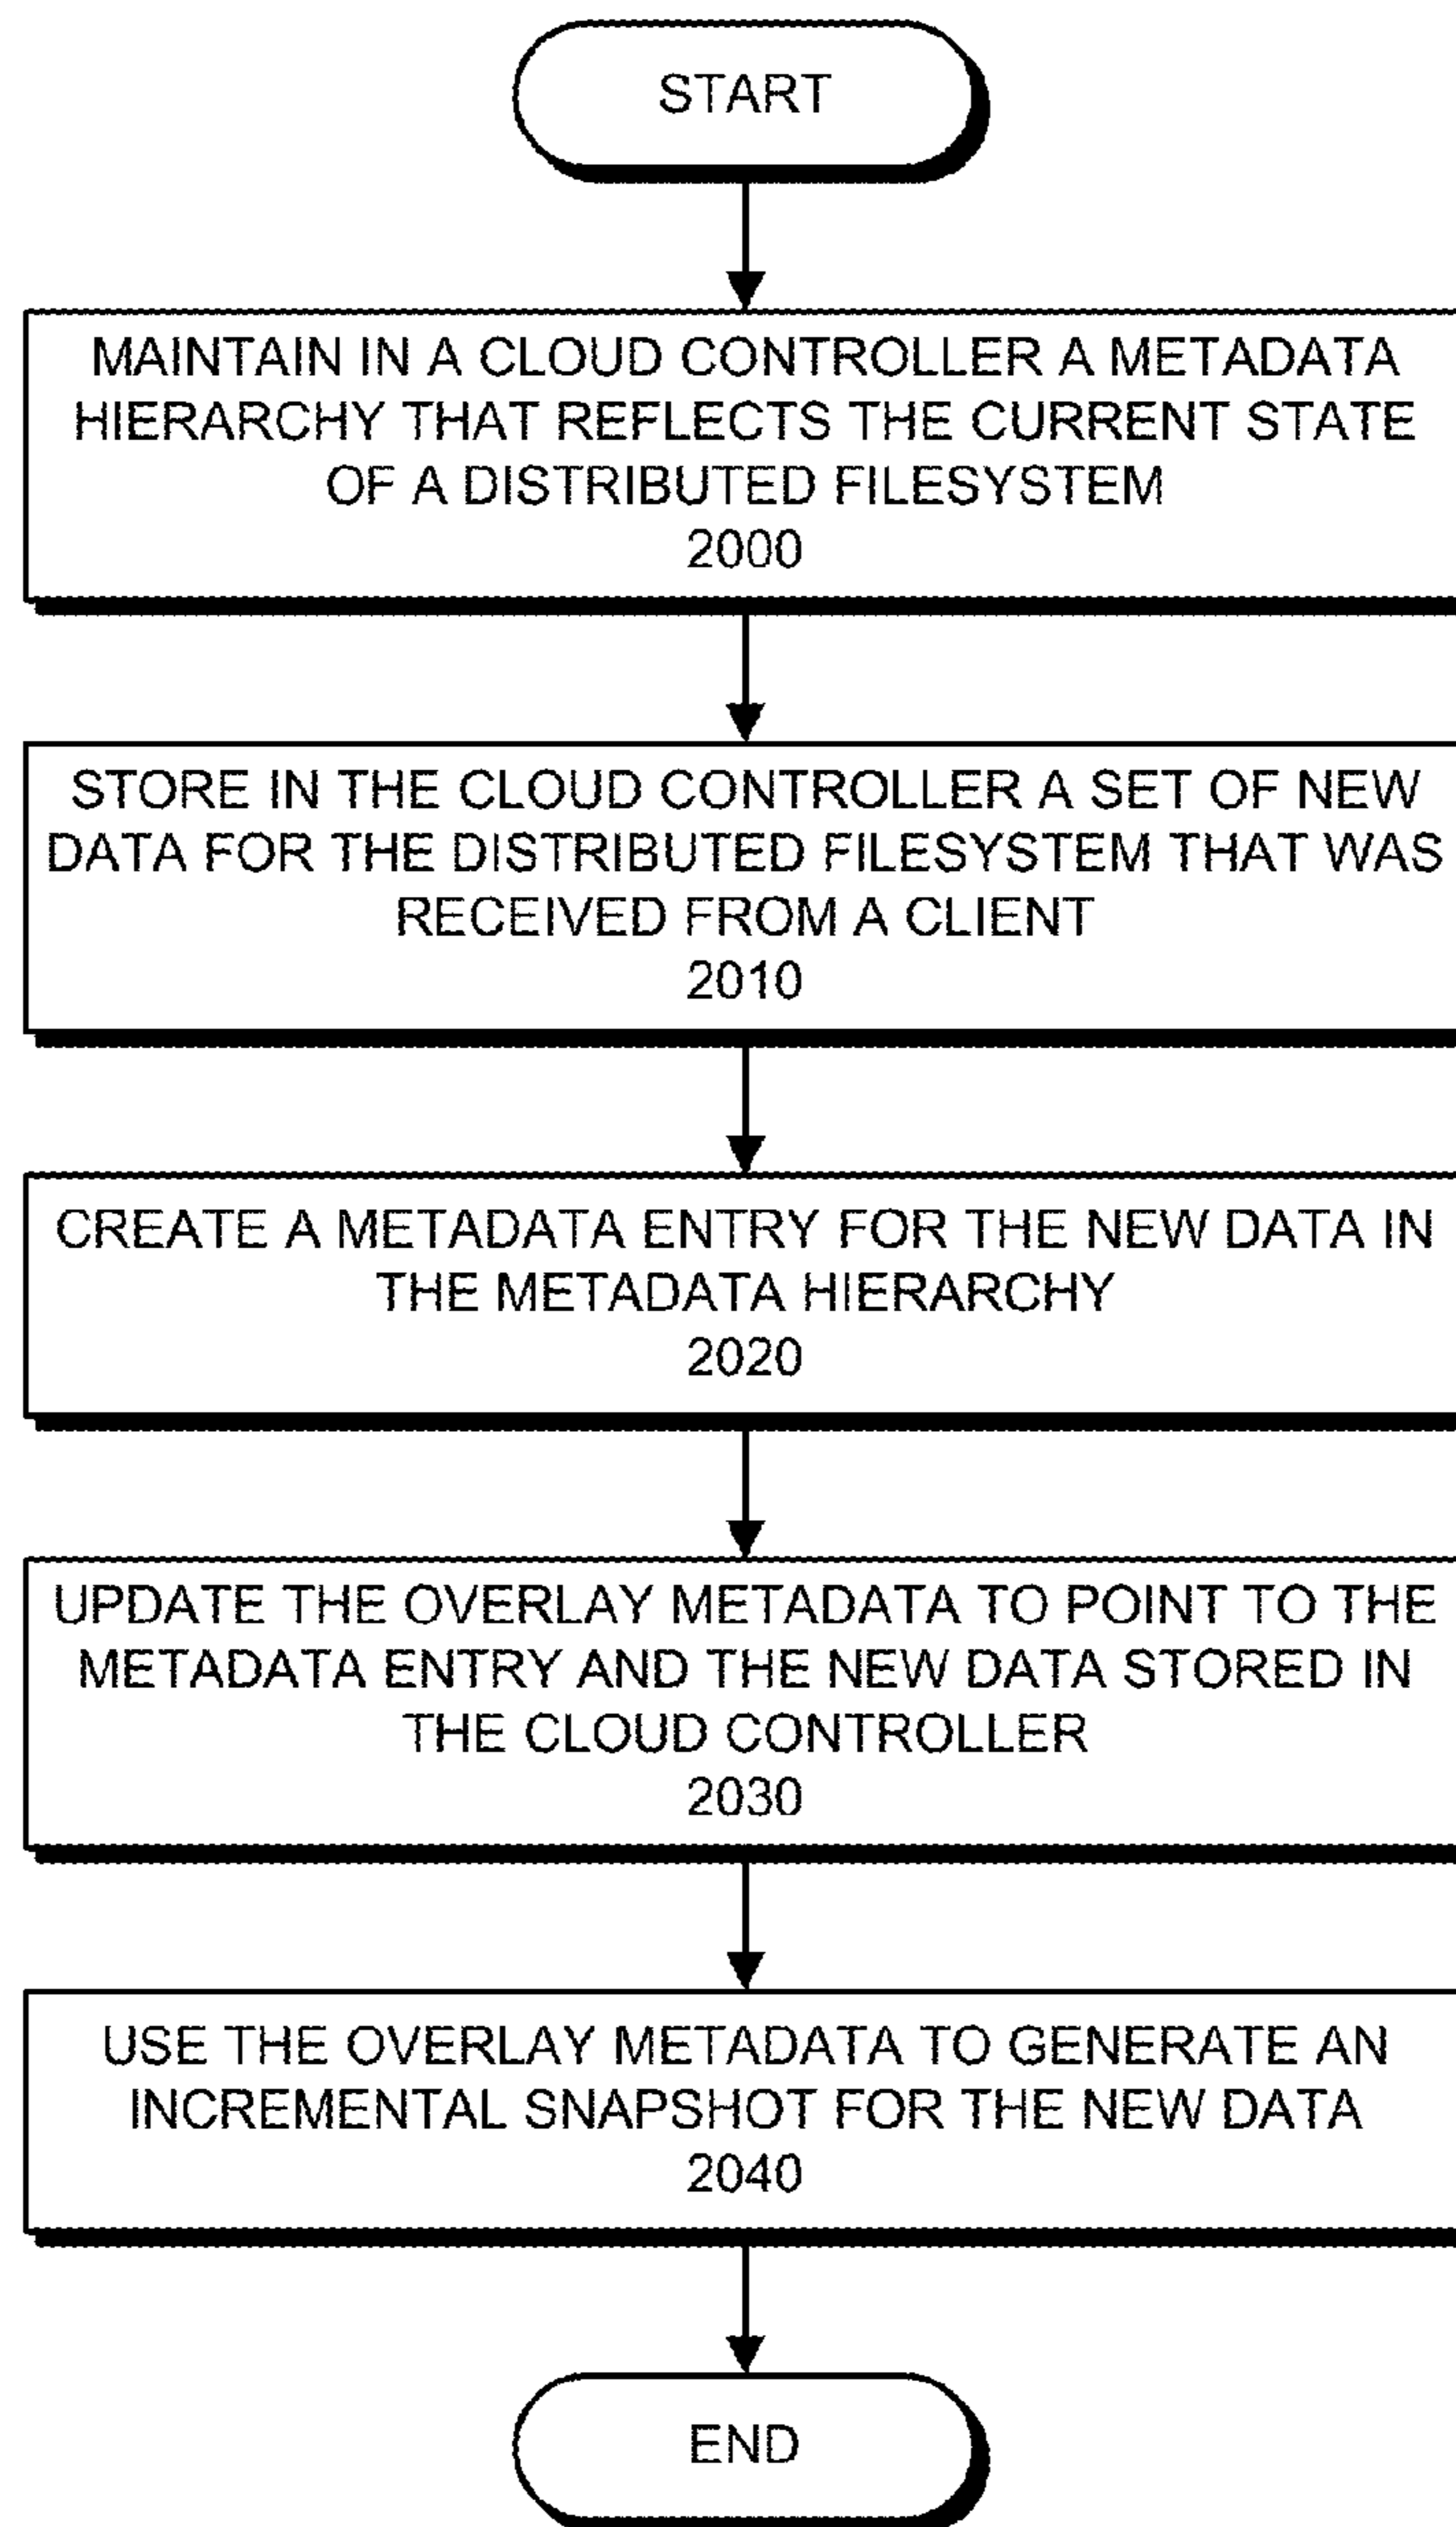 START
MAINTAIN IN A CLOUD CONTROLLER A METADATA
HIERARCHY THAT REFLECTS THE CURRENT STATE
OF A DISTRIBUTED FILESYSTEM
2000
STORE IN THE CLOUD CONTROLLER A SET OF NEW
DATA FOR THE DISTRIBUTED FILESYSTEM THAT WAS
RECEIVED FROM A CLIENT
2010
CREATE A METADATA ENTRY FOR THE NEW DATA IN
THE METADATA HIERARCHY
2020
UPDATE THE OVERLAY METADATA TO POINT TO THE
METADATA ENTRY AND THE NEW DATA STORED IN
THE CLOUD CONTROLLER
2030
USE THE OVERLAY METADATA TO GENERATE AN
INCREMENTAL SNAPSHOT FOR THE NEW DATA
2040
END